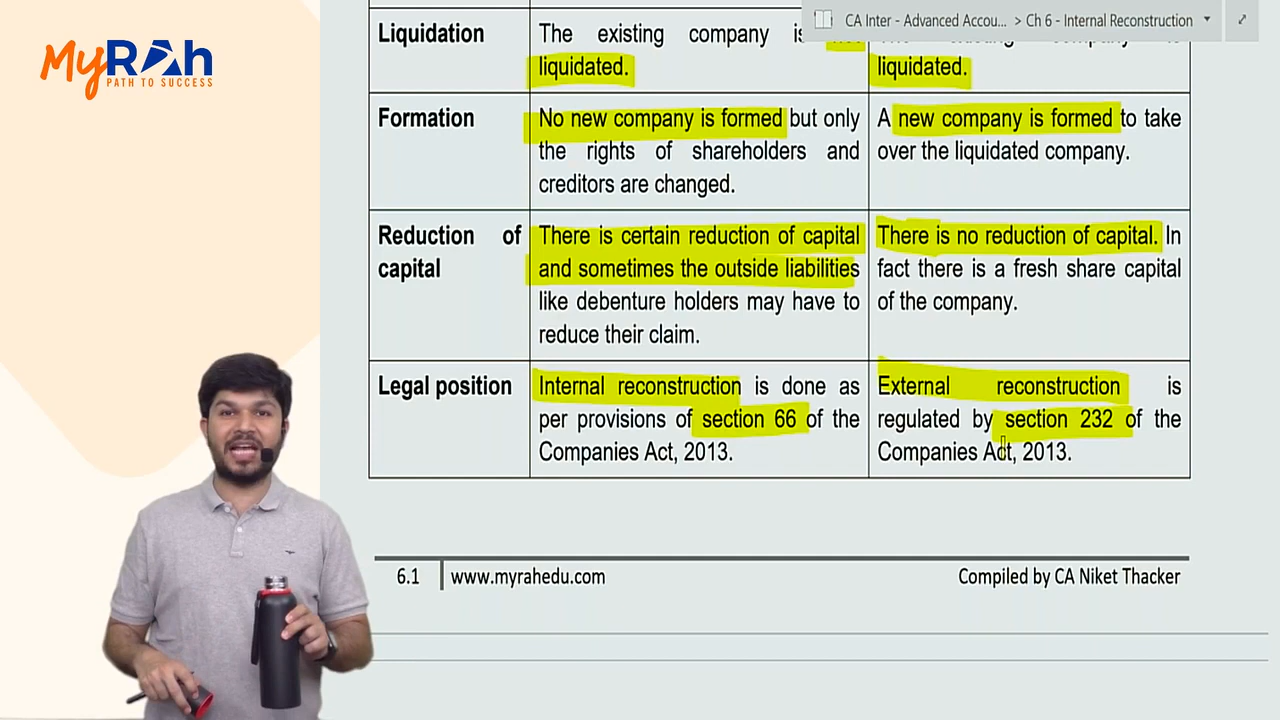 MyRAh
PATH TO SUCCESS
CA Inter - Advanced Accou... > Ch 6 - Internal Reconstruction
Liquidation
The existing company is
liquidated.
liquidated.
Formation
No new company is formed but only
the rights of shareholders and
creditors are changed.
A new company is formed to take
over the liquidated company.
Reduction of
capital
There is certain reduction of capital
and sometimes the outside liabilities
like debenture holders may have to
reduce their claim.
There is no reduction of capital. In
fact there is a fresh share capital
of the company.
Legal position
Internal reconstruction is done as
per provisions of section 66 of the
Companies Act, 2013.
External reconstruction is
regulated by section 232 of the
Companies Act, 2013.
6.1
www.myrahedu.com
Compiled by CA Niket Thacker